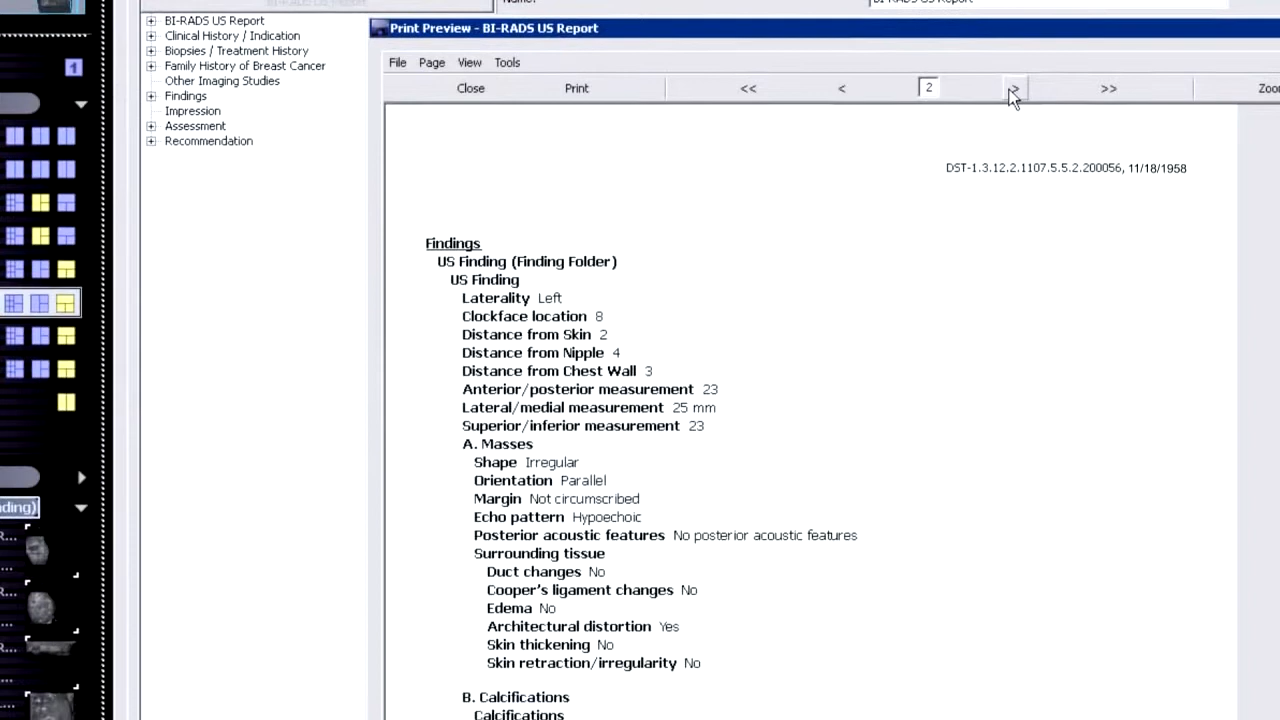 BI-RADS US Report
Print Preview - BI-RADS US Report
BI-RADS US Report
Clinical History / Indication
Biopsies / Treatment History
Family History of Breast Cancer
Other Imaging Studies
Findings
Impression
Assessment
Recommendation
1
File Page View Tools
Close Print << < 2 > >>
DST-1.3.12.2.1107.5.5.2.200056, 11/18/1958
Findings
US Finding (Finding Folder)
US Finding
Laterality Left
Clockface location 8
Distance from Skin 2
Distance from Nipple 4
Distance from Chest Wall 3
Anterior/posterior measurement 23
Lateral/medial measurement 25 mm
Superior/inferior measurement 23
A. Masses
Shape Irregular
Orientation Parallel
Margin Not circumscribed
Echo pattern Hypoechoic
Posterior acoustic features No posterior acoustic features
Surrounding tissue
Duct changes No
Cooper's ligament changes No
Edema No
Architectural distortion Yes
Skin thickening No
Skin retraction/irregularity No
B. Calcifications
Calcifications